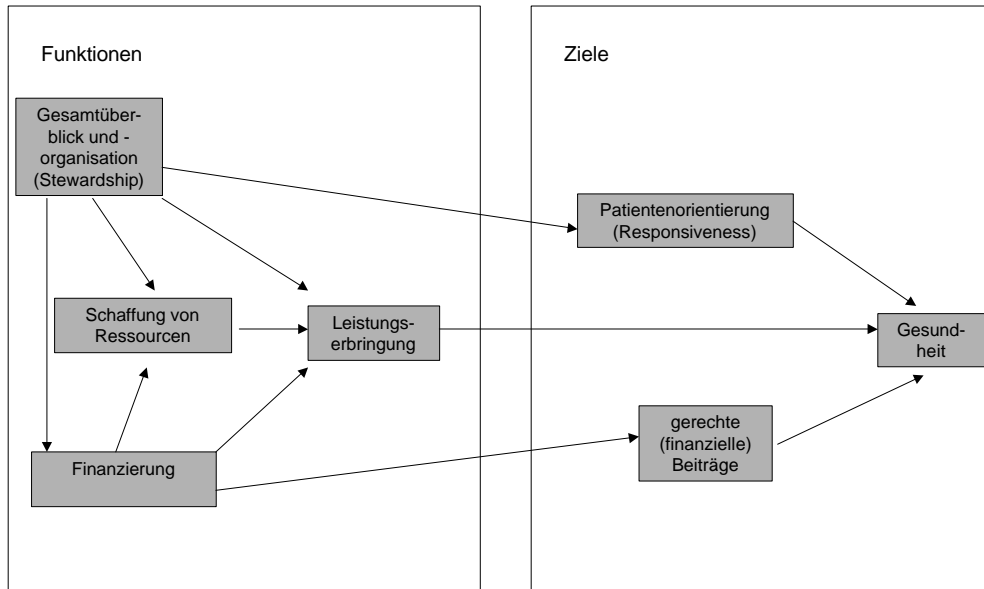 Funktionen
Gesamtüber-
blick und -
organisation
(Stewardship)
Schaffung von
Ressourcen
Leistungs-
erbringung
Finanzierung
Ziele
Patientenorientierung
(Responsiveness)
Gesund-
heit
gerechte
(finanzielle)
Beiträge